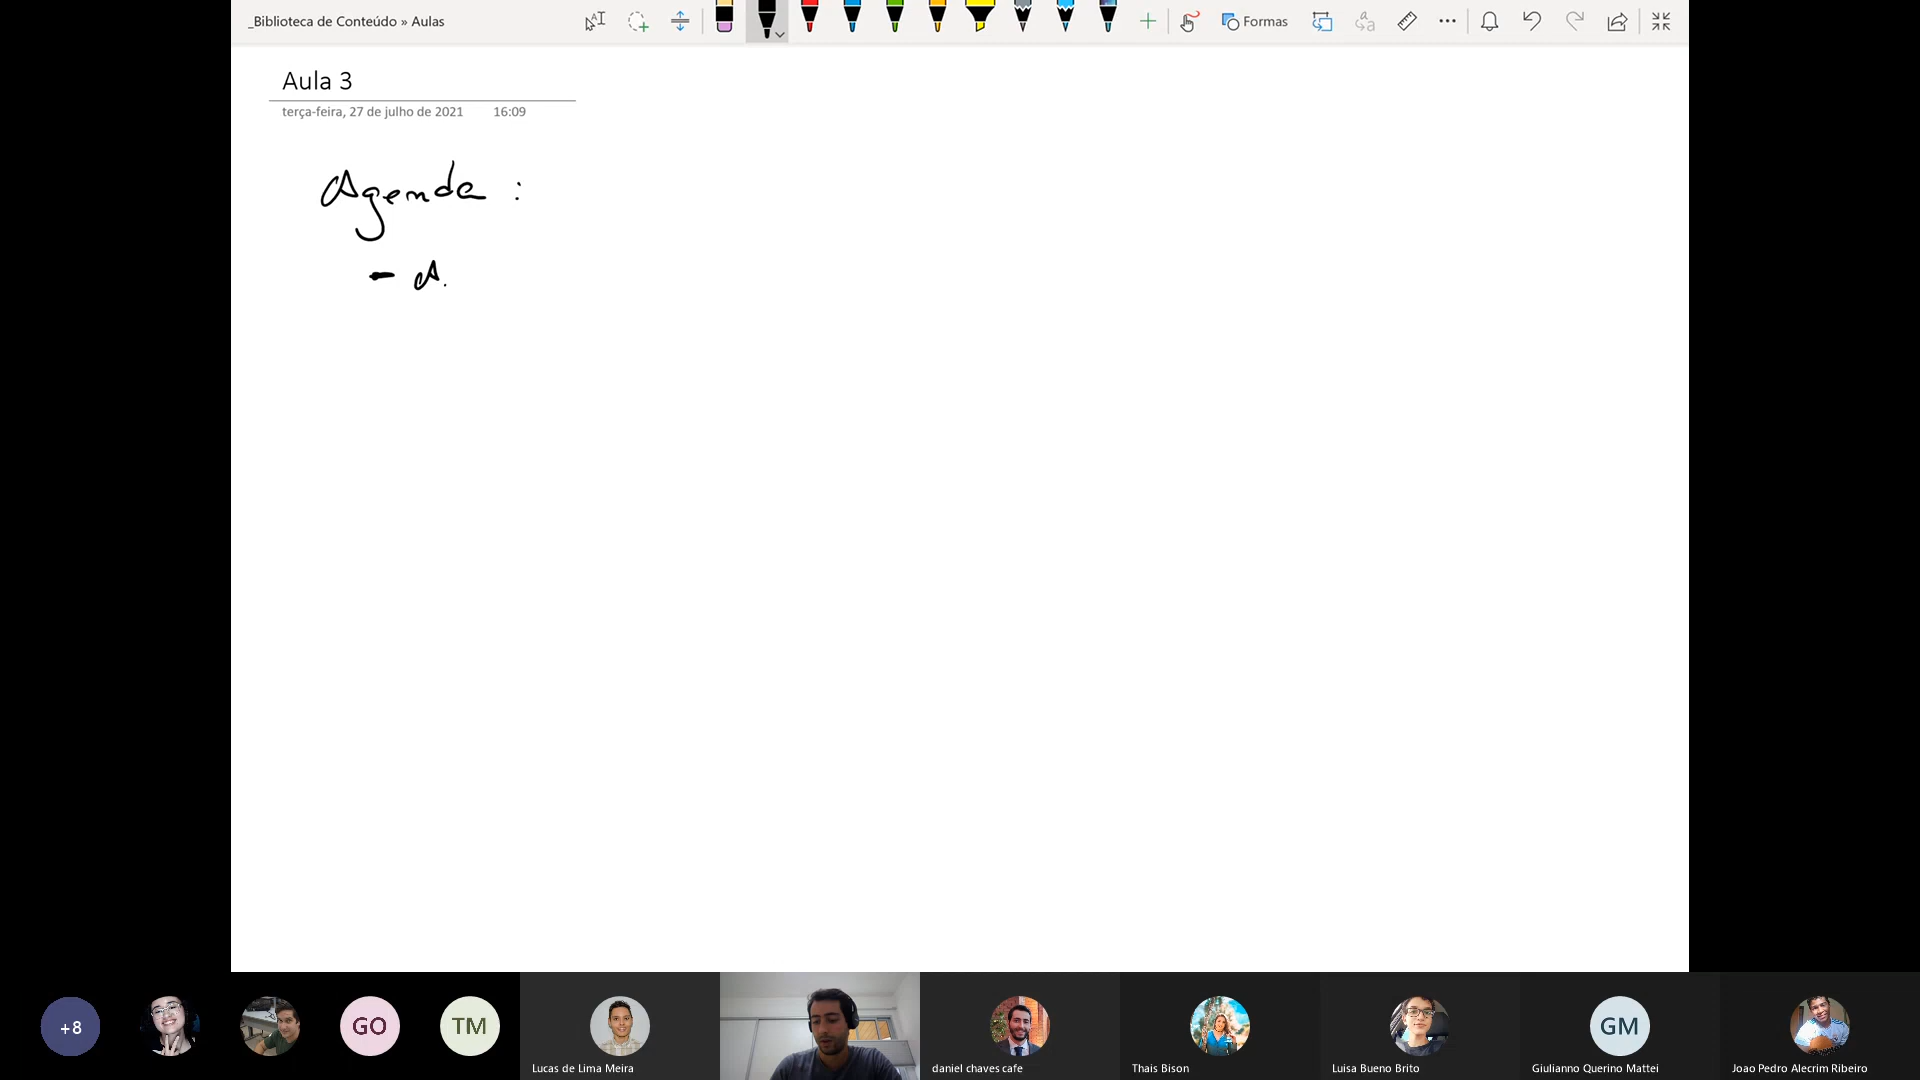 _Biblioteca de Conteúdo » Aulas
Formas
Aula 3
terça-feira, 27 de julho de 2021 16:09
Agenda :
- A
+8
GO
TM
GM
Lucas de Lima Meira
daniel chaves cafe
Thais Bison
Luisa Bueno Brito
Giulianno Querino Mattei
Joao Pedro Alecrim Ribeiro